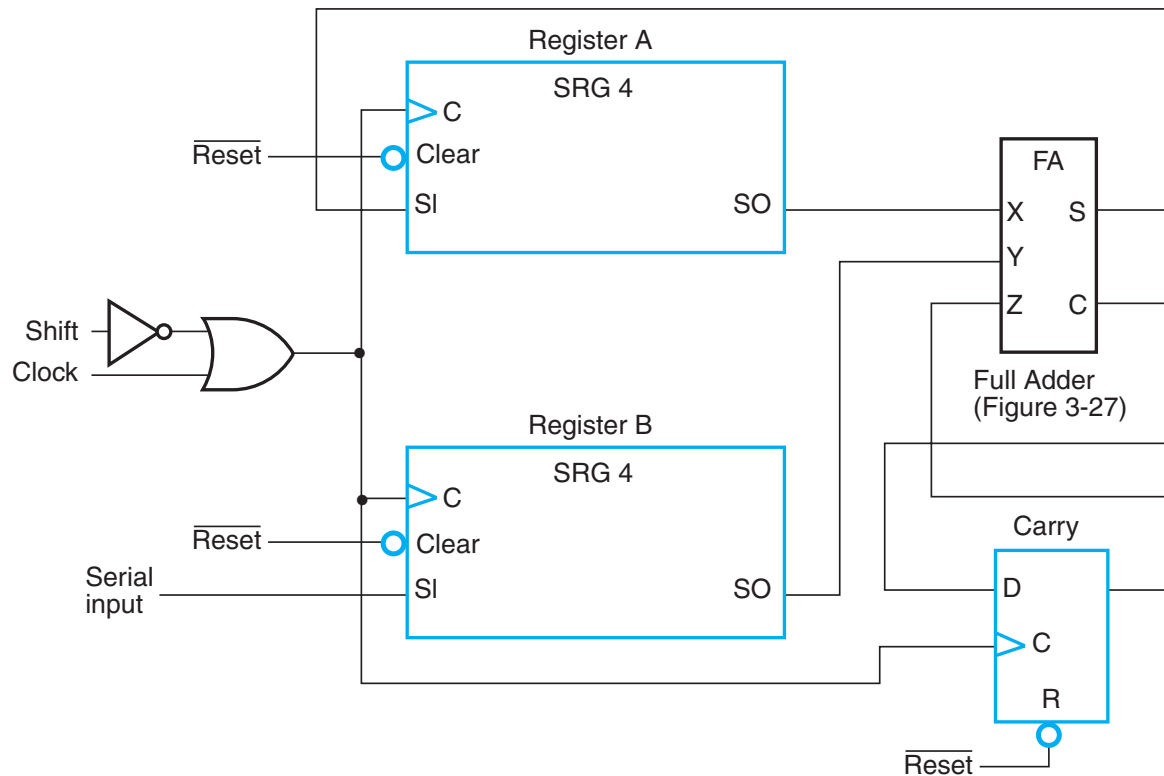 Register A
SRG 4
C
Reset
Clear
SI
SO
FA
X
S
Y
Z
C
Shift
Clock
Full Adder
(Figure 3-27)
Register B
SRG 4
C
Reset
Clear
Serial
input
SI
SO
Carry
D
C
R
Reset